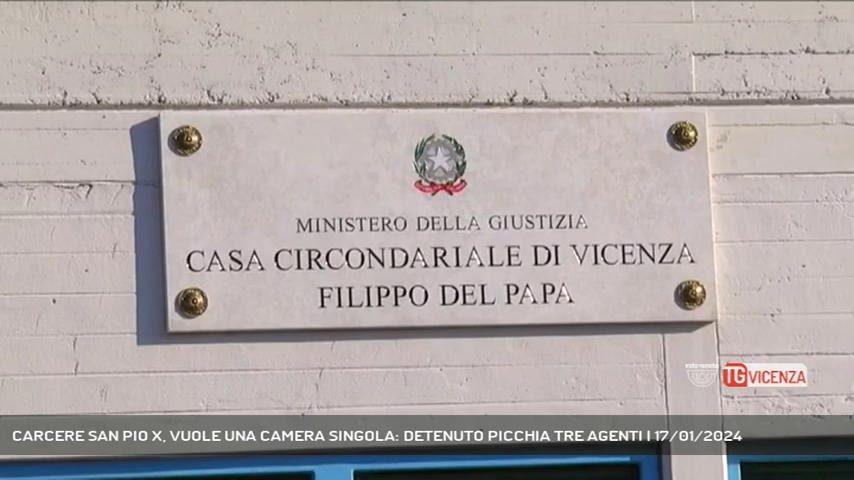 MINISTERO DELLA GIUSTIZIA
CASA CIRCONDARIALE DI VICENZA
FILIPPO DEL PAPA
TG VICENZA
CARCERE SAN PIO X, VUOLE UNA CAMERA SINGOLA: DETENUTO PICCHIA TRE AGENTI | 17/01/2024